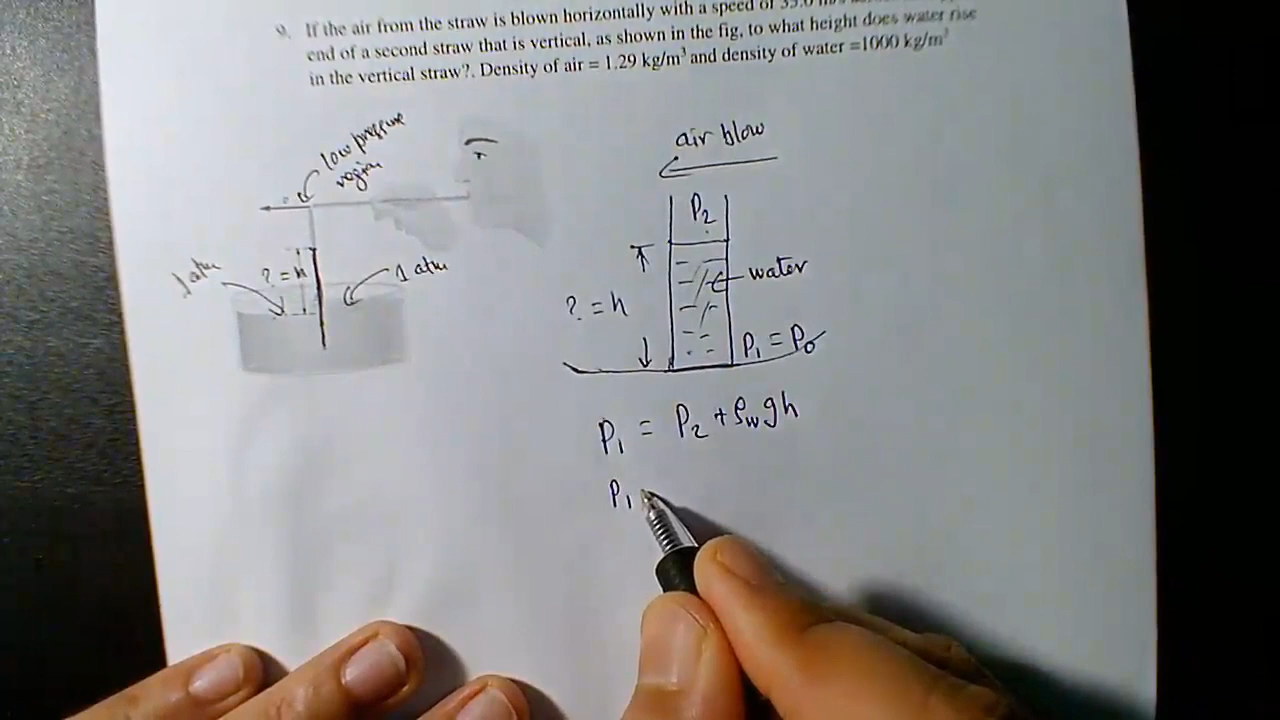 9. If the air from the straw is blown horizontally with a speed of 35.0
end of a second straw that is vertical, as shown in the fig, to what height does water rise
in the vertical straw?. Density of air = 1.29 kg/m³ and density of water =1000 kg/m³
low pressure
region
air blow
P₂
1 atm
? = h
1 atm
water
? = h
P₁ = P₀
P₁ = P₂ + ρwgh
P₁